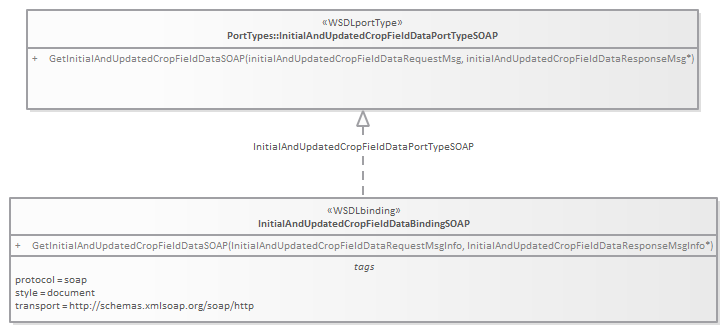 «WSDLportType»
PortTypes::InitialAndUpdatedCropFieldDataPortTypeSOAP
+ GetInitialAndUpdatedCropFieldDataSOAP(initialAndUpdatedCropFieldDataRequestMsg, initialAndUpdatedCropFieldDataResponseMsg*)
InitialAndUpdatedCropFieldDataPortTypeSOAP
«WSDLbinding»
InitialAndUpdatedCropFieldDataBindingSOAP
+ GetInitialAndUpdatedCropFieldDataSOAP(InitialAndUpdatedCropFieldDataRequestMsgInfo, InitialAndUpdatedCropFieldDataResponseMsgInfo*)
tags
protocol = soap
style = document
transport = http://schemas.xmlsoap.org/soap/http